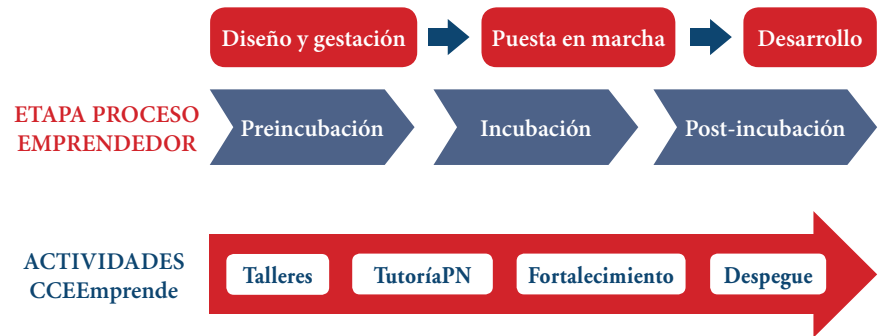 Diseño y gestación
Puesta en marcha
Desarrollo
ETAPA PROCESO
EMPRENDEDOR
Preincubación
Incubación
Post-incubación
ACTIVIDADES
CCEEmprende
Talleres
TutoríaPN
Fortalecimiento
Despegue